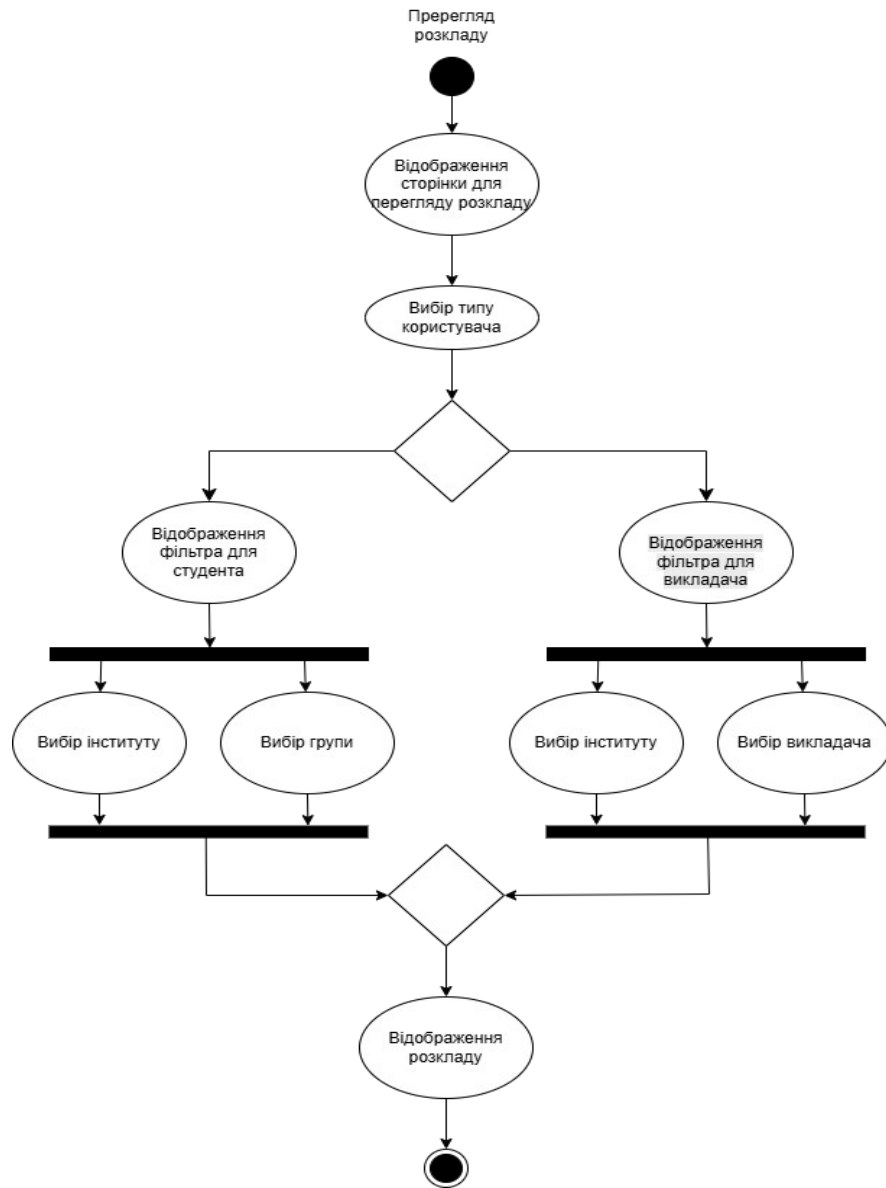 Пререгляд
розкладу
Відображення
сторінки для
перегляду розкладу
Вибір типу
користувача
Відображення
фільтра для
студента
Відображення
фільтра для
викладача
Вибір інституту
Вибір групи
Вибір інституту
Вибір викладача
Відображення
розкладу